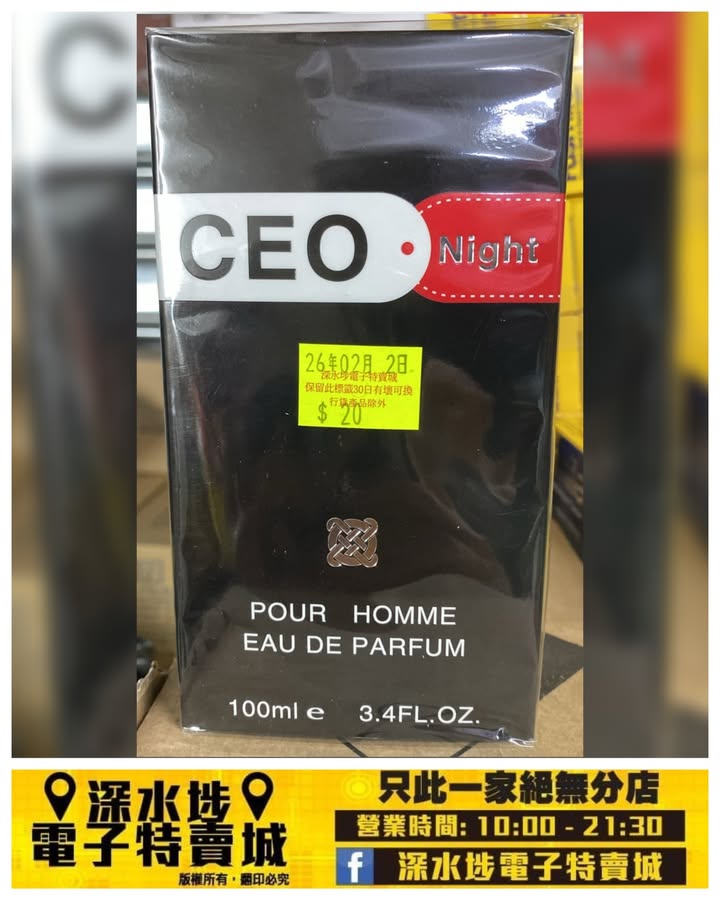 CEO Night
26年02月 2日
深水埗電子特賣城
保留此標籤30日有壞可換
行貨產品除外
$ 20
POUR HOMME
EAU DE PARFUM
100ml e 3.4FL.OZ.
深水埗
電子特賣城
版權所有，翻印必究
只此一家絕無分店
營業時間: 10:00 - 21:30
f 深水埗電子特賣城